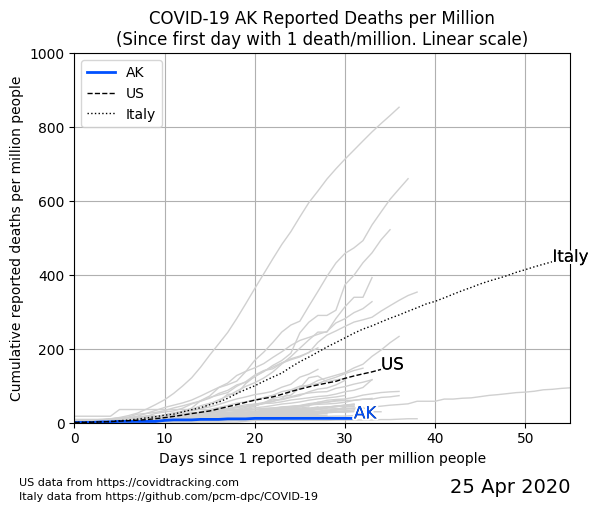 COVID-19 AK Reported Deaths per Million
(Since first day with 1 death/million. Linear scale)
Cumulative reported deaths per million people
1000
800
600
400
200
0
AK
US
Italy
Italy
US
AK
0 10 20 30 40 50
Days since 1 reported death per million people
US data from https://covidtracking.com
Italy data from https://github.com/pcm-dpc/COVID-19
25 Apr 2020